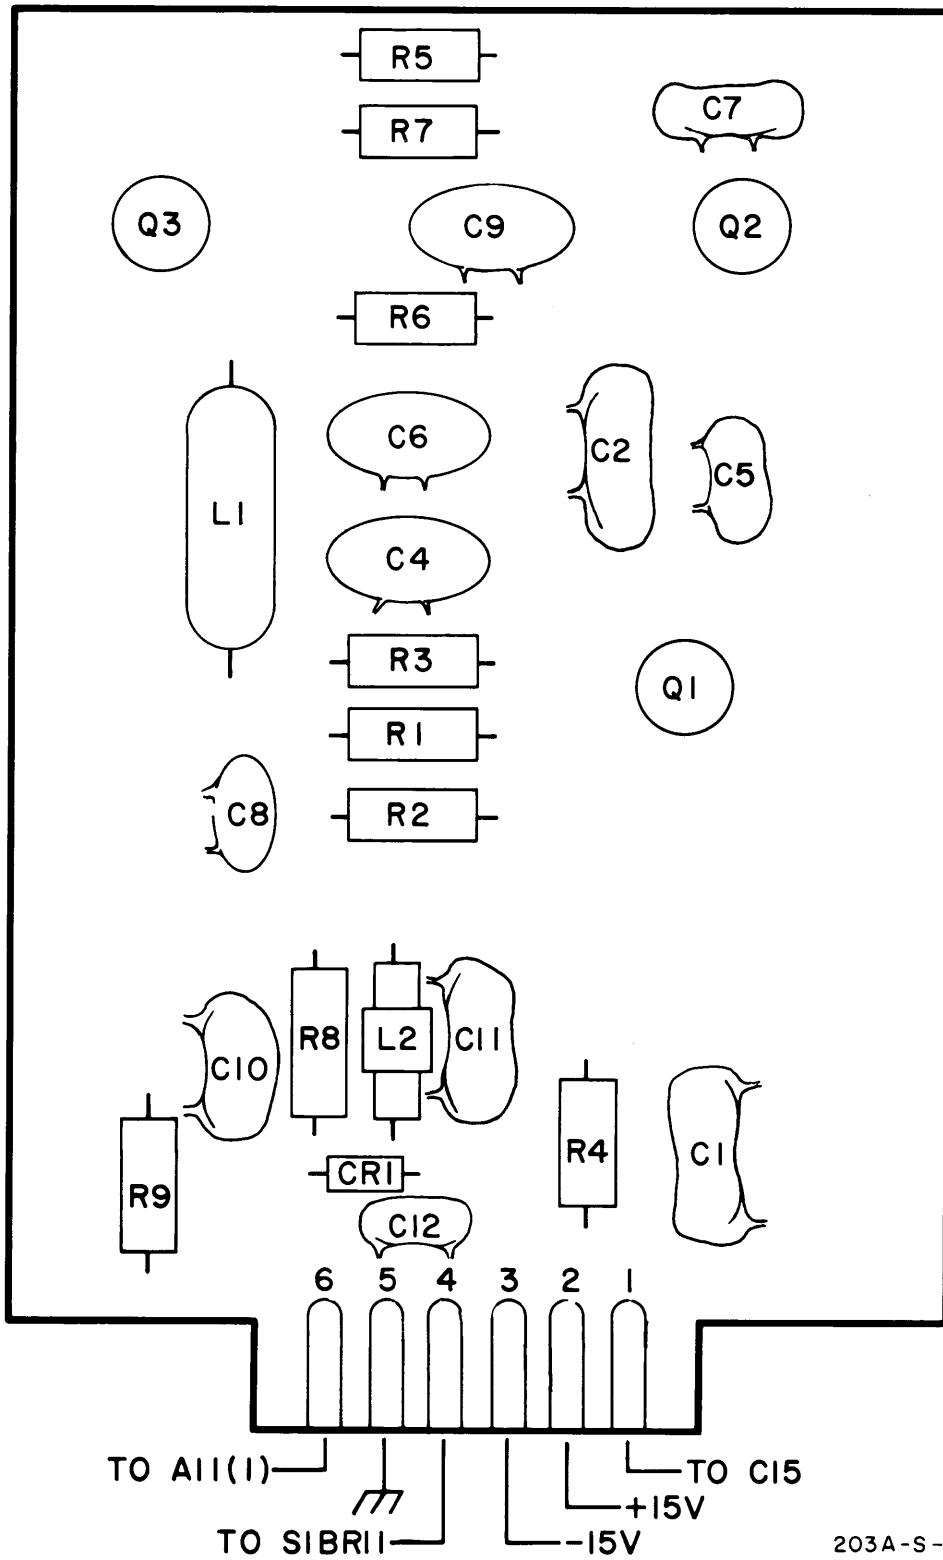 R5
C7
R7
Q3
C9
Q2
R6
C6
C2
C5
L1
C4
R3
Q1
R1
C8
R2
R8
L2
C11
C10
R4
C1
CR1
R9
C12
6 5 4 3 2 1
TO A11(1)
TO C15
+15V
TO S1BR11
-15V
203A-S-